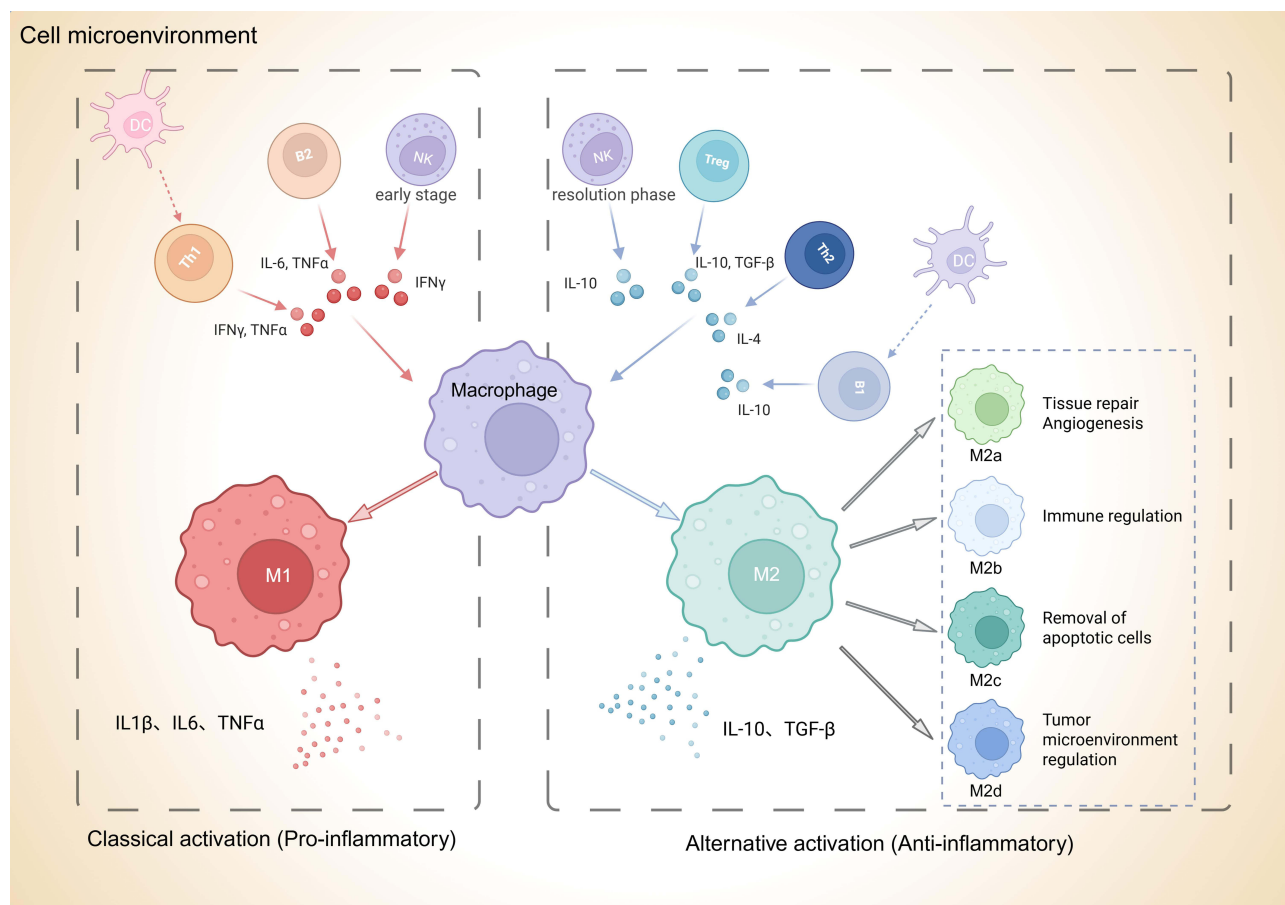 Cell microenvironment
DC
B2
NK
early stage
Th1
IL-6, TNFα
IFNγ
IFNγ, TNFα
NK
resolution phase
Treg
Th2
DC
IL-10
IL-10, TGF-β
IL-4
B1
IL-10
Macrophage
M1
IL1β、IL6、TNFα
M2
IL-10、TGF-β
Tissue repair
Angiogenesis
M2a
Immune regulation
M2b
Removal of
apoptotic cells
M2c
Tumor
microenvironment
regulation
M2d
Classical activation (Pro-inflammatory)
Alternative activation (Anti-inflammatory)